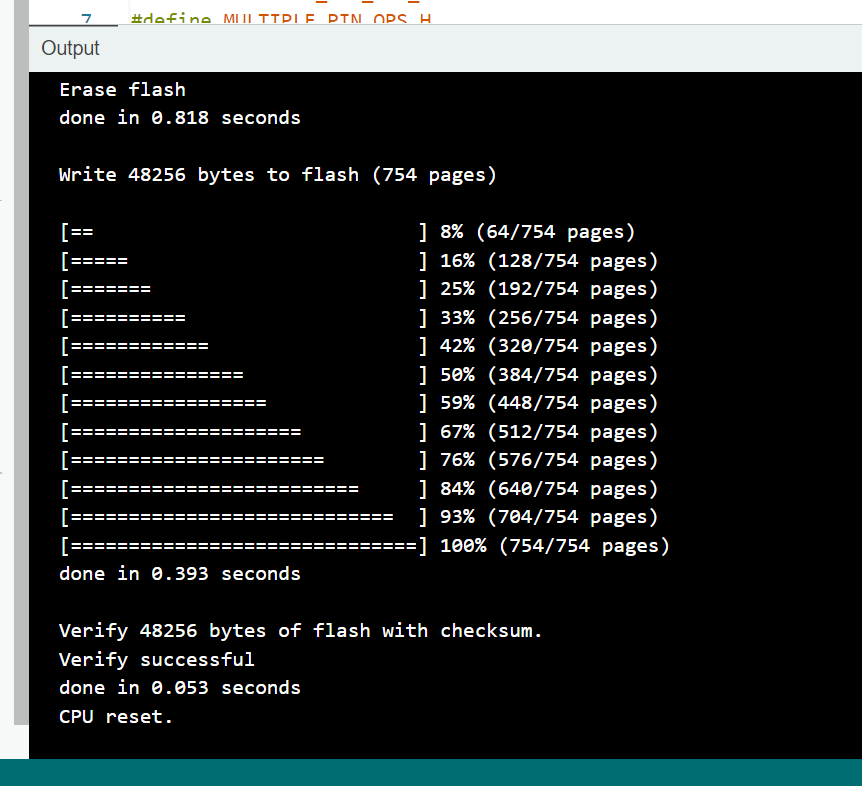 7 #define MULTIPLE_PIN_OPS_H
Output
Erase flash
done in 0.818 seconds
Write 48256 bytes to flash (754 pages)
[==                            ] 8% (64/754 pages)
[=====                         ] 16% (128/754 pages)
[=======                       ] 25% (192/754 pages)
[==========                    ] 33% (256/754 pages)
[============                  ] 42% (320/754 pages)
[===============               ] 50% (384/754 pages)
[=================             ] 59% (448/754 pages)
[====================          ] 67% (512/754 pages)
[======================        ] 76% (576/754 pages)
[=========================     ] 84% (640/754 pages)
[============================  ] 93% (704/754 pages)
[==============================] 100% (754/754 pages)
done in 0.393 seconds
Verify 48256 bytes of flash with checksum.
Verify successful
done in 0.053 seconds
CPU reset.